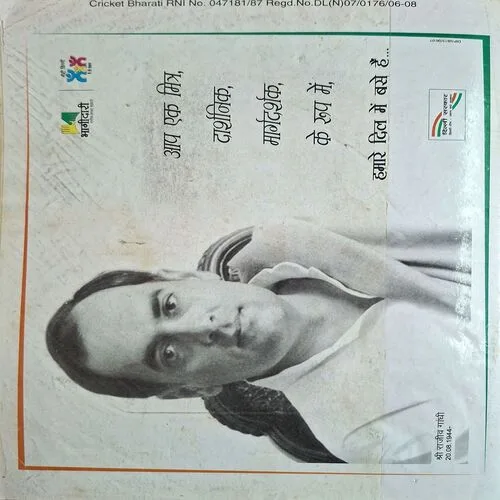 Cricket Bharati RNI No. 047181/87 Regd.No.DL(N)07/0176/06-08
भागीदारी
दिल्ली सरकार
आप एक मित्र,
दार्शनिक,
मार्गदर्शक,
के रूप में,
हमारे दिल में बसे हैं...
श्री राजीव गांधी
20.08.1944-